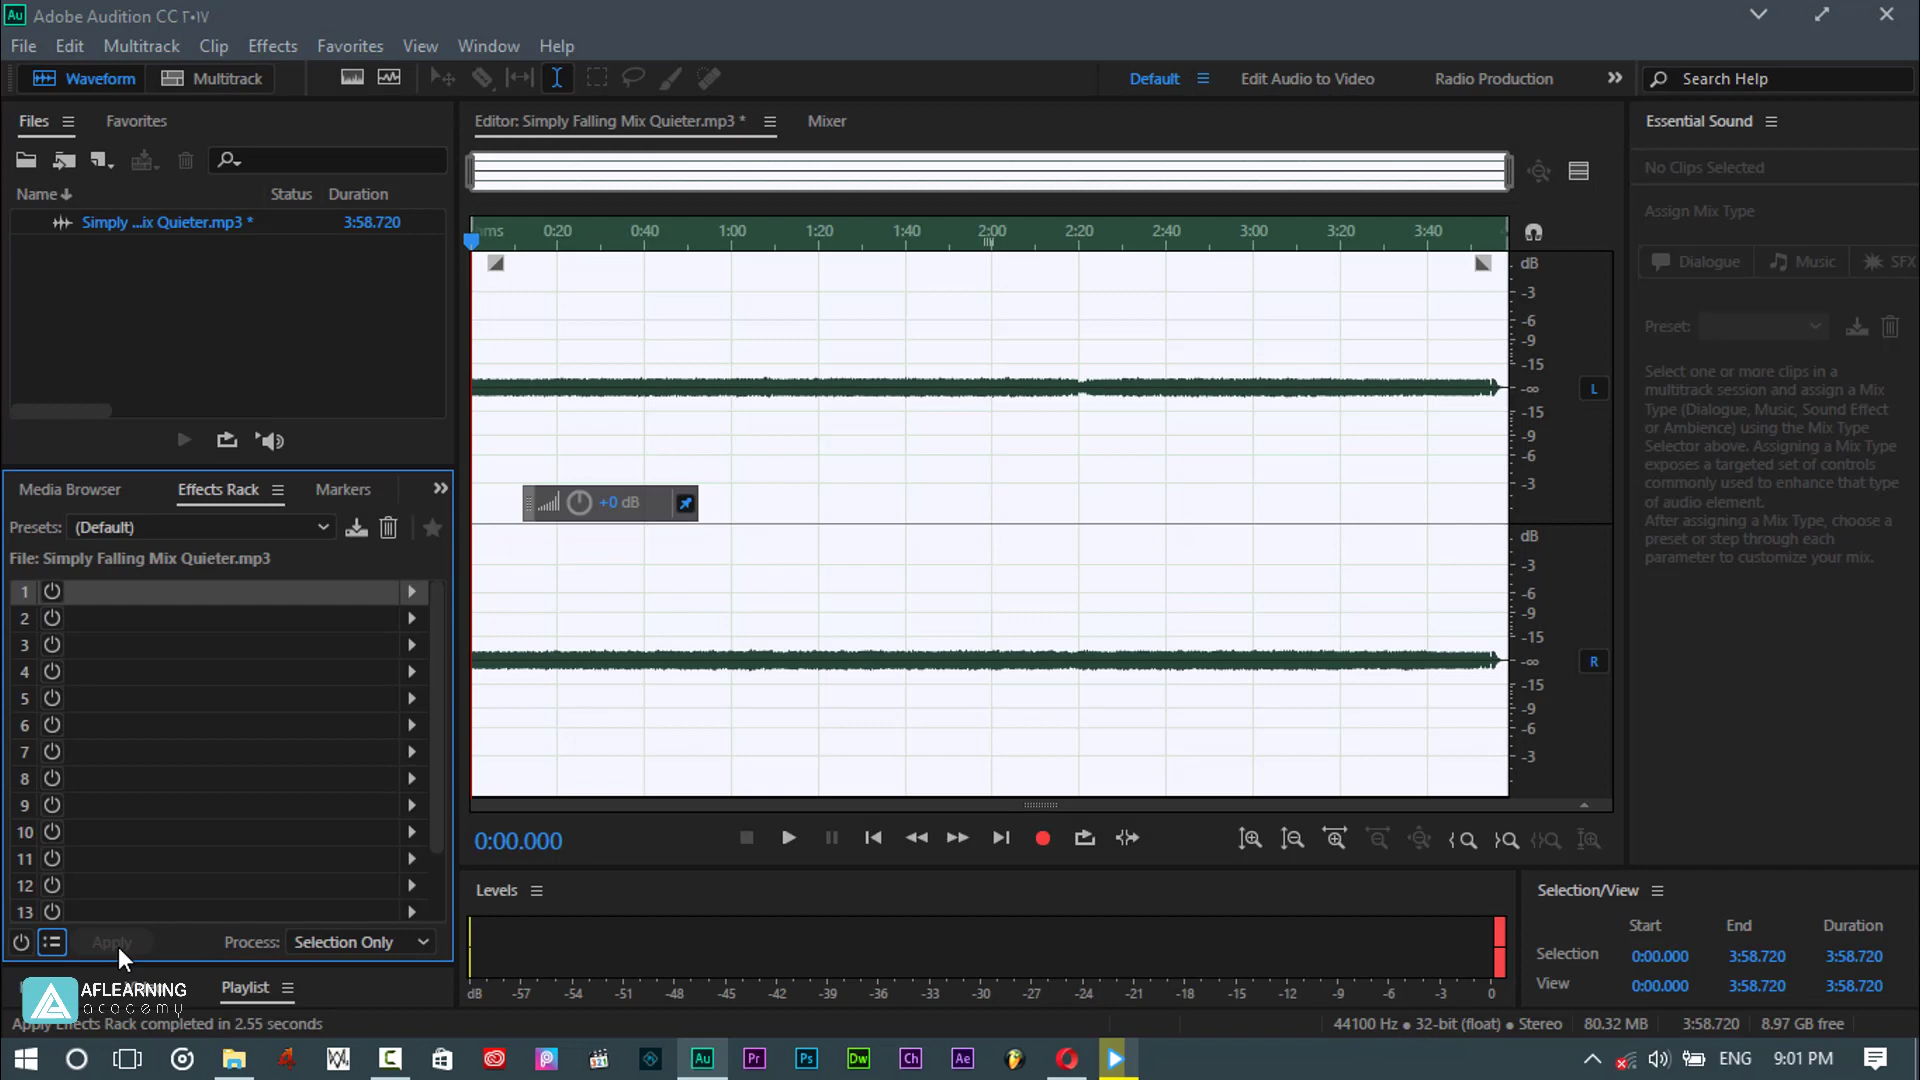 Adobe Audition CC ٢٠١٧
File Edit Multitrack Clip Effects Favorites View Window Help
Waveform Multitrack Default Edit Audio to Video Radio Production Search Help
Files Favorites
Name Status Duration
Simply ...ix Quieter.mp3 * 3:58.720
Editor: Simply Falling Mix Quieter.mp3 * Mixer
hms 0:20 0:40 1:00 1:20 1:40 2:00 2:20 2:40 3:00 3:20 3:40
dB
-3
-6
-9
-15
-∞
-15
-9
-6
-3
L
+0 dB
dB
-3
-6
-9
-15
-∞
-15
-9
-6
-3
R
Essential Sound
No Clips Selected
Assign Mix Type
Dialogue Music SFX
Preset:
Select one or more clips in a
multitrack session and assign a Mix
Type (Dialogue, Music, Sound Effect
or Ambience) using the Mix Type
Selector above. Assigning a Mix Type
exposes a targeted set of controls
commonly used to enhance that type
of audio element.
After assigning a Mix Type, choose a
preset or step through each
parameter to customize your mix.
Media Browser Effects Rack Markers
Presets: (Default)
File: Simply Falling Mix Quieter.mp3
1
2
3
4
5
6
7
8
9
10
11
12
13
Apply Process: Selection Only
0:00.000
Levels
dB -57 -54 -51 -48 -45 -42 -39 -36 -33 -30 -27 -24 -21 -18 -15 -12 -9 -6 -3 0
Selection/View
Start End Duration
Selection 0:00.000 3:58.720 3:58.720
View 0:00.000 3:58.720 3:58.720
AFLEARNING
academy
Playlist
Apply Effects Rack completed in 2.55 seconds
44100 Hz ● 32-bit (float) ● Stereo 80.32 MB 3:58.720 8.97 GB free
Au Pr Ps Dw Ch Ae ENG 9:01 PM